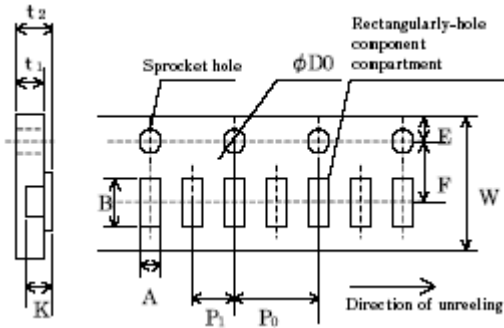 t2
t1
Sprocket hole
ϕD0
Rectangularly-hole
component
compartment
E
F
W
B
K
A
P1
P0
Direction of unreeling